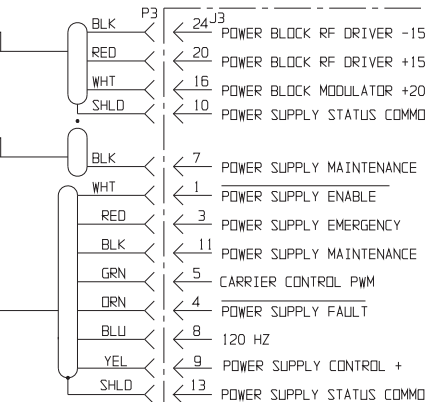 P3 J3
BLK 24 POWER BLOCK RF DRIVER -15
RED 20 POWER BLOCK RF DRIVER +15
WHT 16 POWER BLOCK MODULATOR +20
SHLD 10 POWER SUPPLY STATUS COMMO
BLK 7 POWER SUPPLY MAINTENANCE
WHT 1 POWER SUPPLY ENABLE
RED 3 POWER SUPPLY EMERGENCY
BLK 11 POWER SUPPLY MAINTENANCE
GRN 5 CARRIER CONTROL PWM
ORN 4 POWER SUPPLY FAULT
BLU 8 120 HZ
YEL 9 POWER SUPPLY CONTROL +
SHLD 13 POWER SUPPLY STATUS COMMO